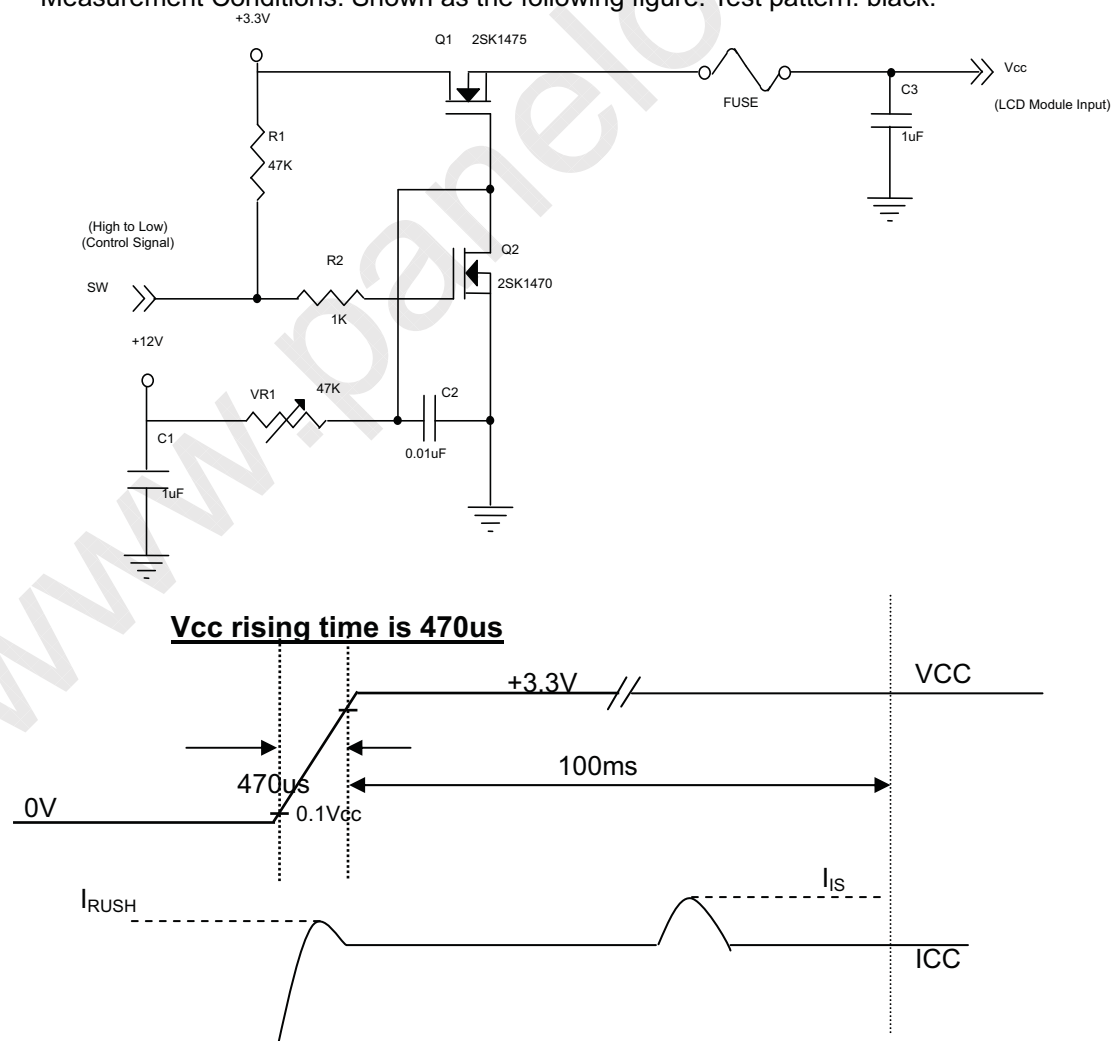 Measurement Conditions: Shown as the following figure. Test pattern: black.
+3.3V
Q1 2SK1475
FUSE
Vcc
(LCD Module Input)
C3
1uF
R1
47K
(High to Low)
(Control Signal)
SW
R2
1K
Q2
2SK1470
+12V
VR1
47K
C2
0.01uF
C1
1uF
Vcc rising time is 470us
+3.3V
VCC
470us
100ms
0V
0.1Vcc
IRUSH
IIS
ICC
www.panelo